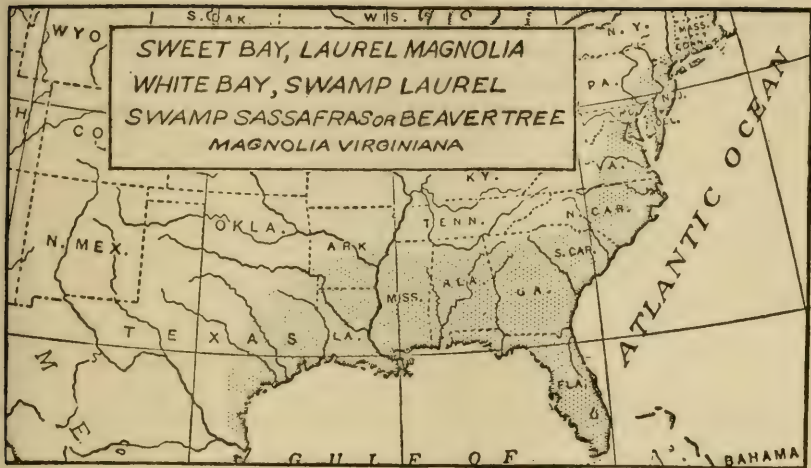 S. DAK.
WIS.
WYO
N.Y.
MASS.
CONN.
SWEET BAY, LAUREL MAGNOLIA
WHITE BAY, SWAMP LAUREL
SWAMP SASSAFRAS OR BEAVER TREE
MAGNOLIA VIRGINIANA
PA.
N.J.
CO
VA.
KY.
TENN.
N. CAR.
OKLA.
ARK
N. MEX.
S. CAR.
MISS.
ALA.
GA.
TEXAS
LA.
FLA.
ATLANTIC OCEAN
ME
GULF OF
BAHAMA